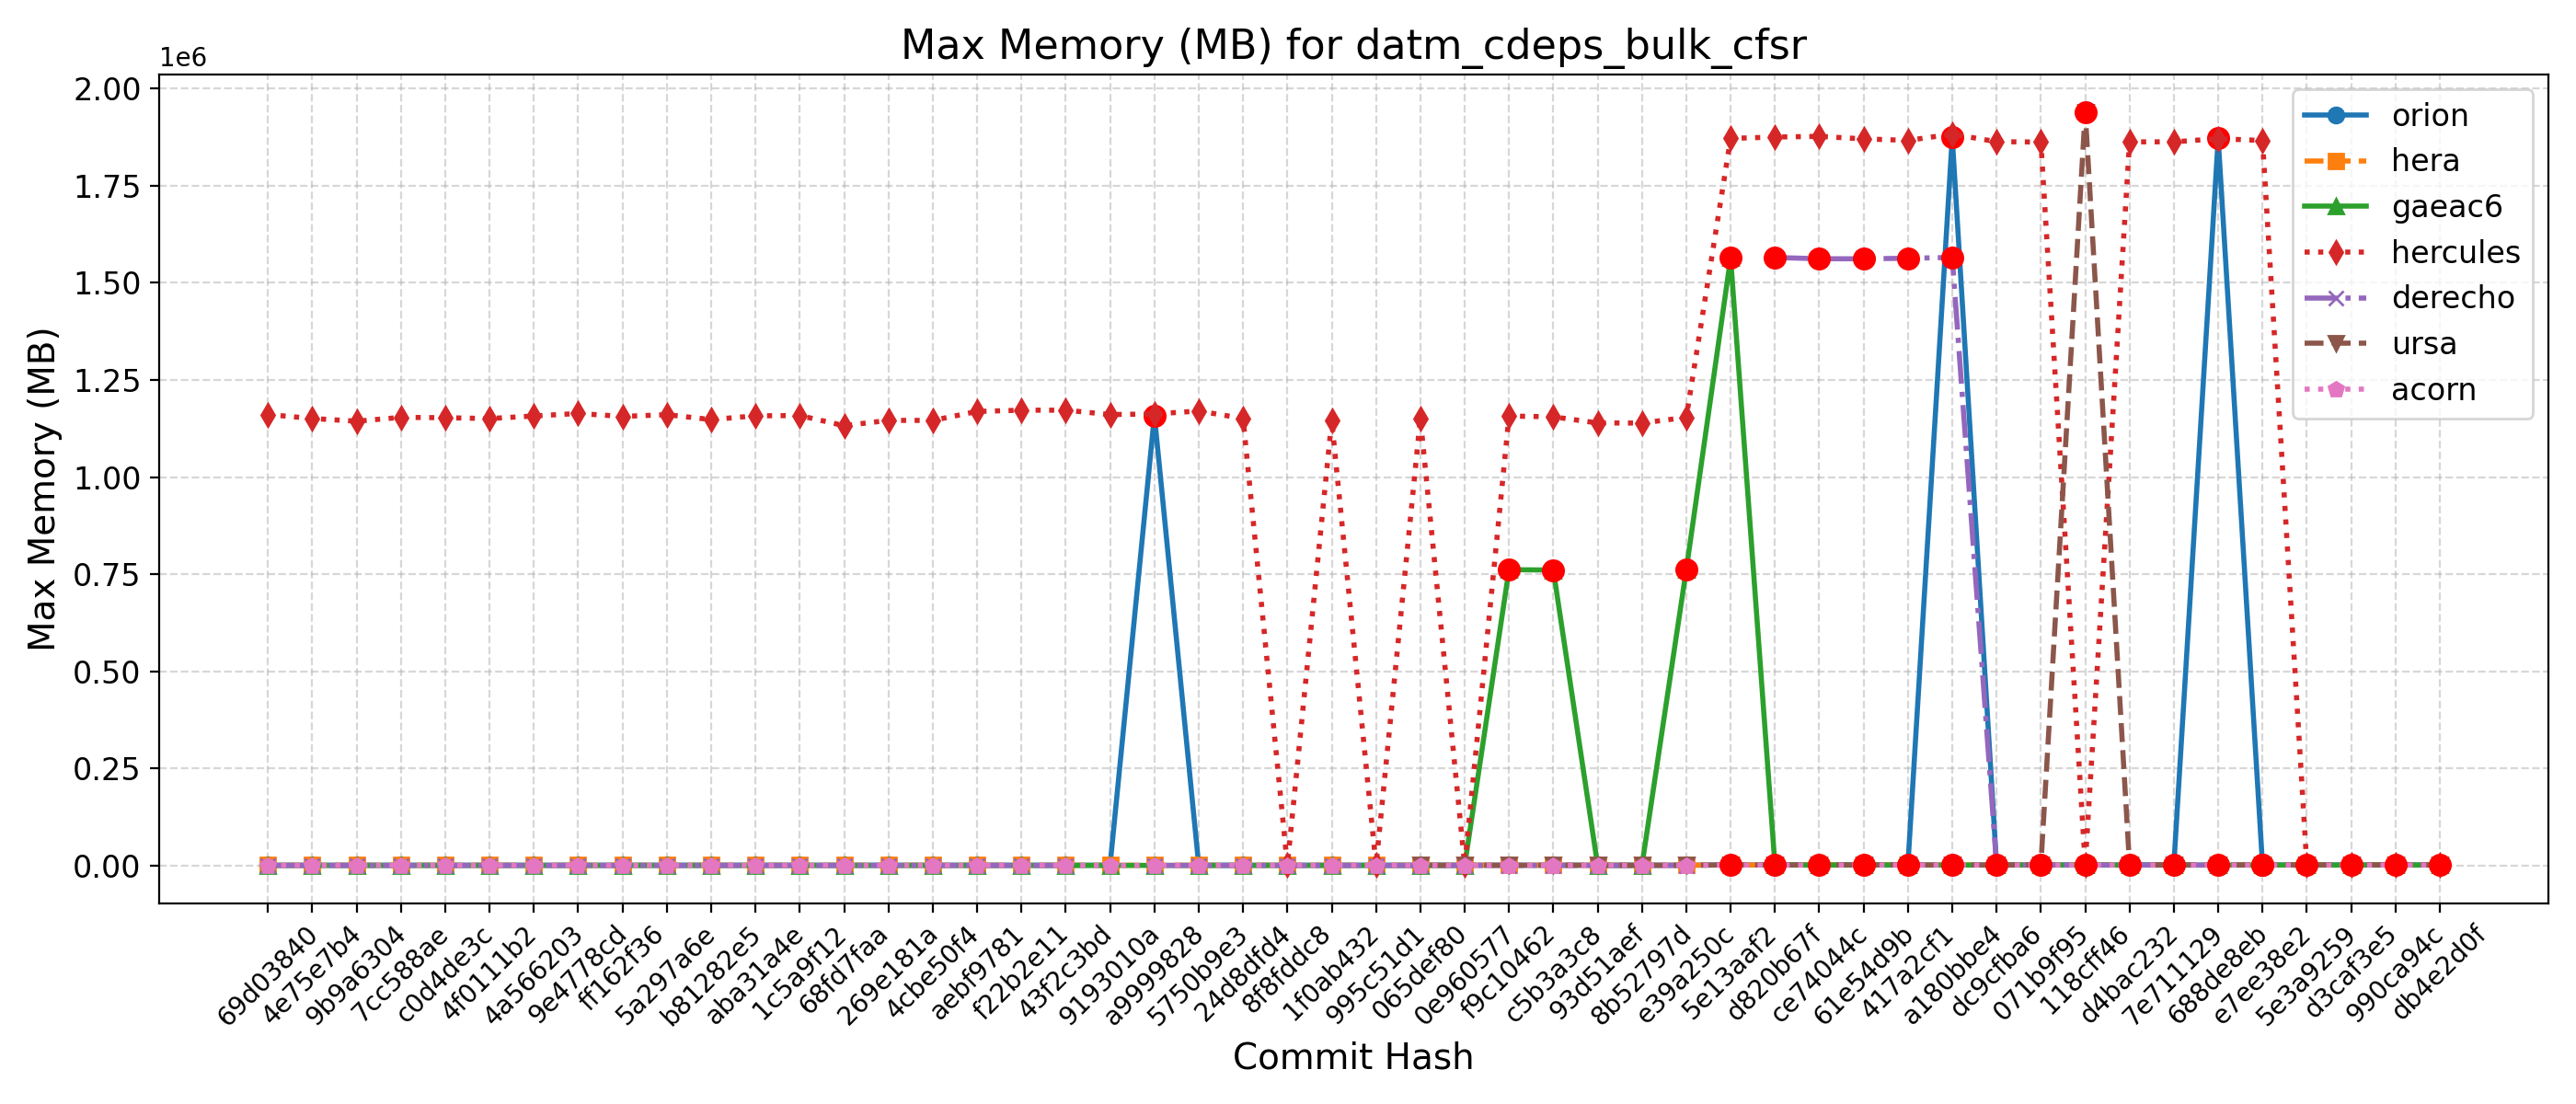 Max Memory (MB) for datm_cdeps_bulk_cfsr
1e6
2.00
1.75
1.50
1.25
1.00
0.75
0.50
0.25
0.00
Max Memory (MB)
orion
hera
gaeac6
hercules
derecho
ursa
acorn
69d03840
4e75e7b4
9b9a6304
7cc588ae
c0d4de3c
4f0111b2
4a566203
9e4778cd
ff162f36
5a297a6e
b81282e5
aba31a4e
1c5a9f12
68fd7faa
269e181a
4cbe50f4
aebf9781
f22b2e11
43f2c3bd
9193010a
a9999828
5750b9e3
24d8dfd4
8f8fddc8
1f0ab432
995c51d1
065def80
0e960577
f9c10462
c5b3a3c8
93d51aef
8b52797d
e39a250c
5e13aaf2
d820b67f
ce74044c
61e54d9b
417a2cf1
a180bbe4
dc9cfba6
071b9f95
118cff46
d4bac232
7e711129
688de8eb
e7ee38e2
5e3a9259
d3caf3e5
990ca94c
db4e2d0f
Commit Hash